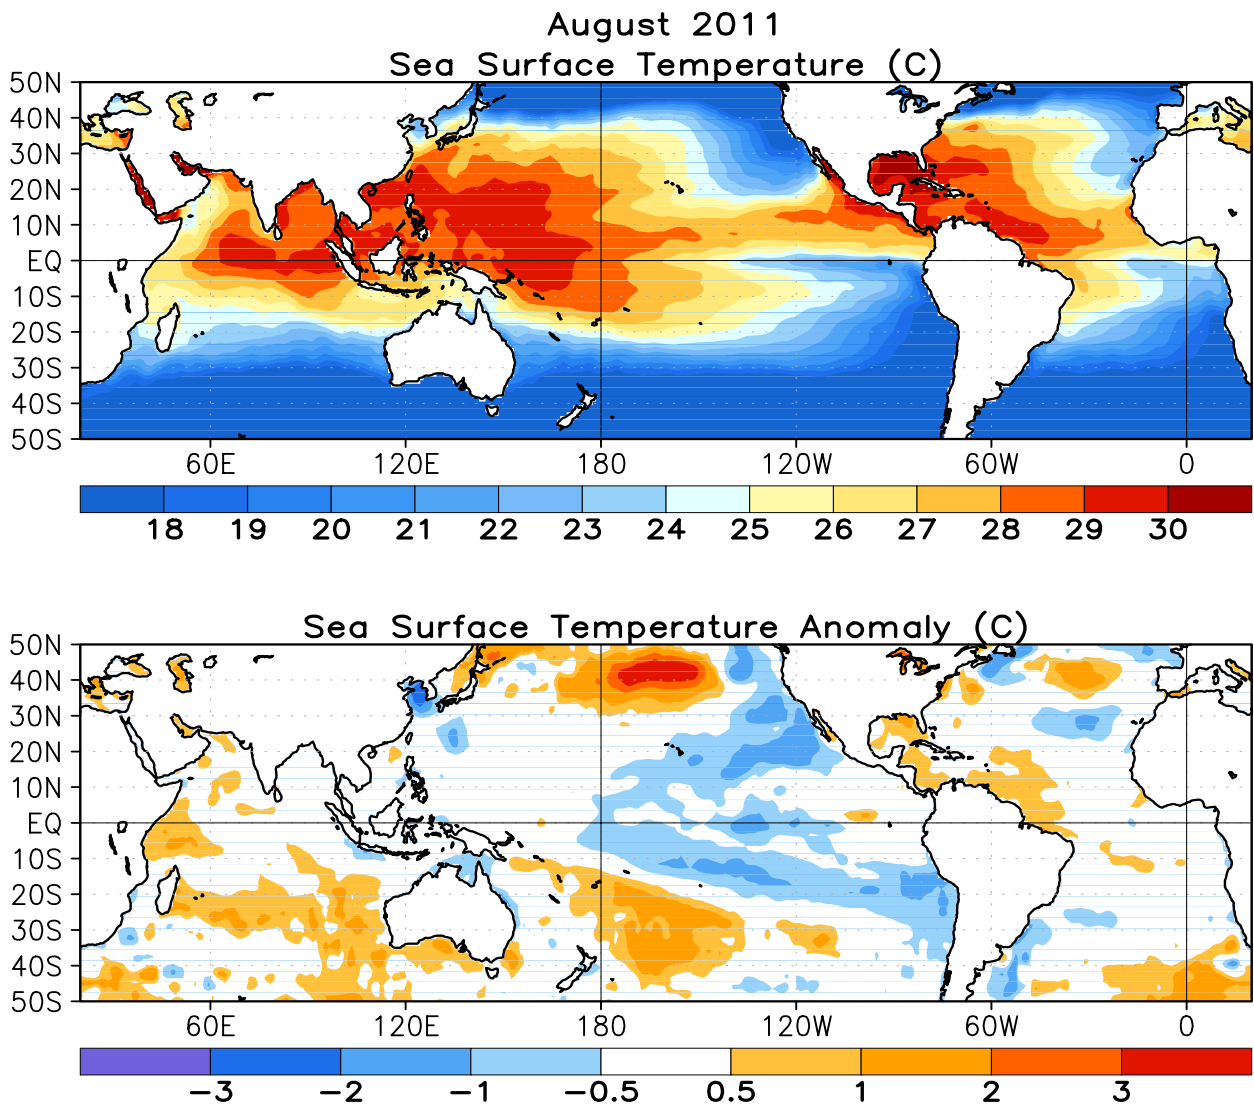 August 2011
Sea Surface Temperature (C)
50N
40N
30N
20N
10N
EQ
10S
20S
30S
40S
50S
60E 120E 180 120W 60W 0
18 19 20 21 22 23 24 25 26 27 28 29 30
Sea Surface Temperature Anomaly (C)
50N
40N
30N
20N
10N
EQ
10S
20S
30S
40S
50S
60E 120E 180 120W 60W 0
−3 −2 −1 −0.5 0.5 1 2 3